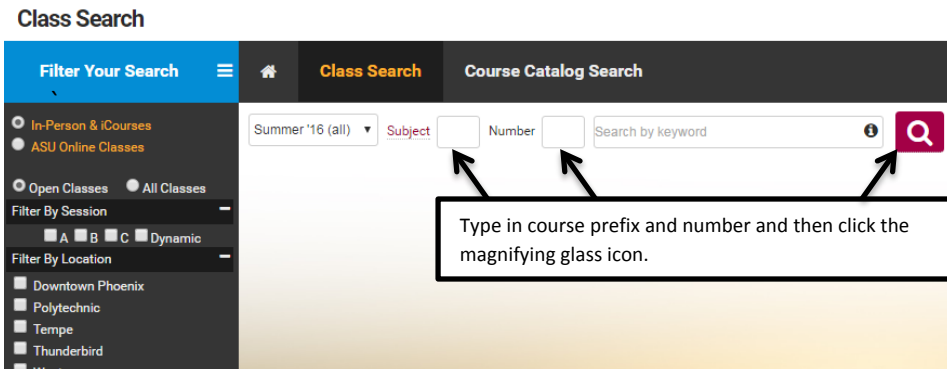 Class Search
Filter Your Search
Class Search
Course Catalog Search
In-Person & iCourses
ASU Online Classes
Summer '16 (all)
Subject
Number
Search by keyword
Open Classes
All Classes
Filter By Session
A B C Dynamic
Filter By Location
Downtown Phoenix
Polytechnic
Tempe
Thunderbird
Type in course prefix and number and then click the
magnifying glass icon.